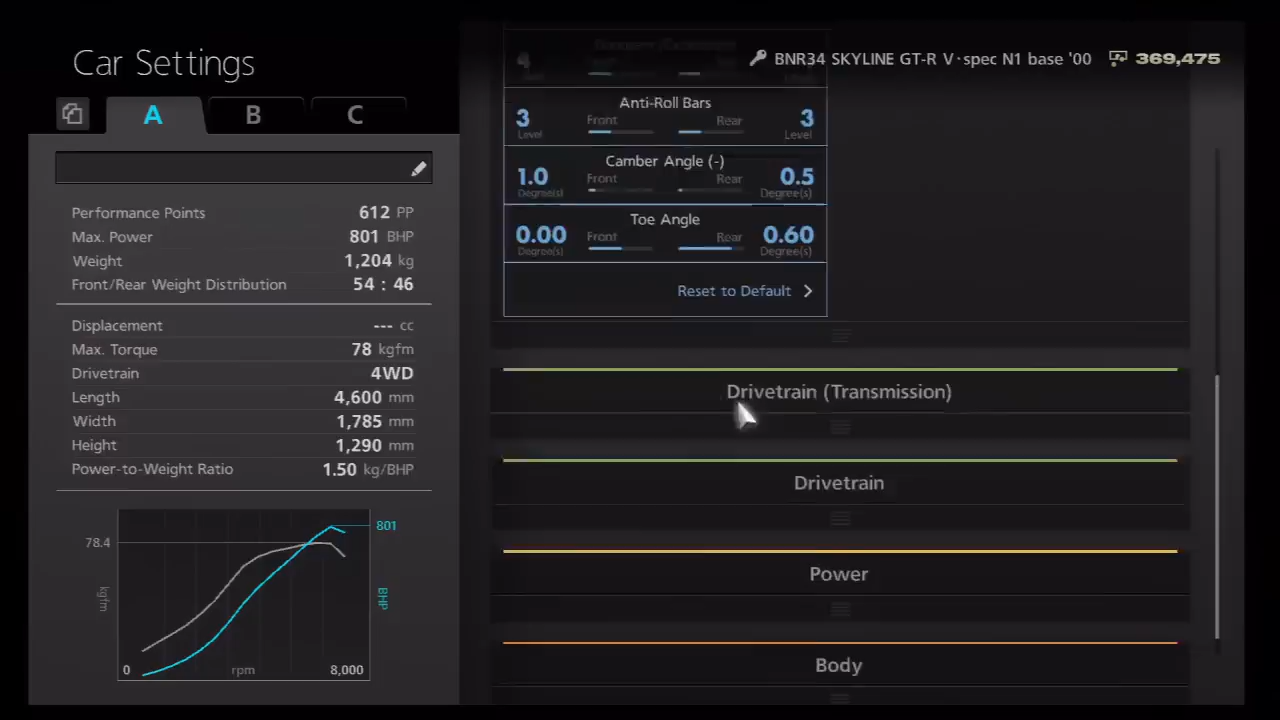 Car Settings
BNR34 SKYLINE GT-R V·spec N1 base '00 369,475
A B C
Performance Points 612 PP
Max. Power 801 BHP
Weight 1,204 kg
Front/Rear Weight Distribution 54 : 46
Displacement --- cc
Max. Torque 78 kgfm
Drivetrain 4WD
Length 4,600 mm
Width 1,785 mm
Height 1,290 mm
Power-to-Weight Ratio 1.50 kg/BHP
801
78.4
kgfm
BHP
0 rpm 8,000
4
Anti-Roll Bars
3 Front Rear 3
Level Level
Camber Angle (-)
1.0 Front Rear 0.5
Degree(s) Degree(s)
Toe Angle
0.00 Front Rear 0.60
Degree(s) Degree(s)
Reset to Default
Drivetrain (Transmission)
Drivetrain
Power
Body